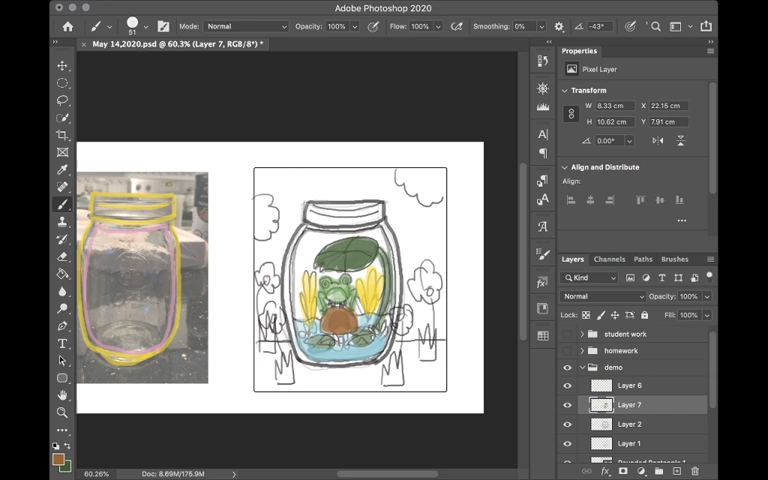 Adobe Photoshop 2020
51
Mode: Normal
Opacity: 100%
Flow: 100%
Smoothing: 0%
-43°
× May 14,2020.psd @ 60.3% (Layer 7, RGB/8*) *
Properties
Pixel Layer
Transform
W 8.33 cm X 22.15 cm
H 10.62 cm Y 7.91 cm
0.00°
Align and Distribute
Align:
Layers Channels Paths Brushes
Kind
Normal Opacity: 100%
Lock: Fill: 100%
student work
homework
demo
Layer 6
Layer 7
Layer 2
Layer 1
60.26% Doc: 8.69M/175.9M